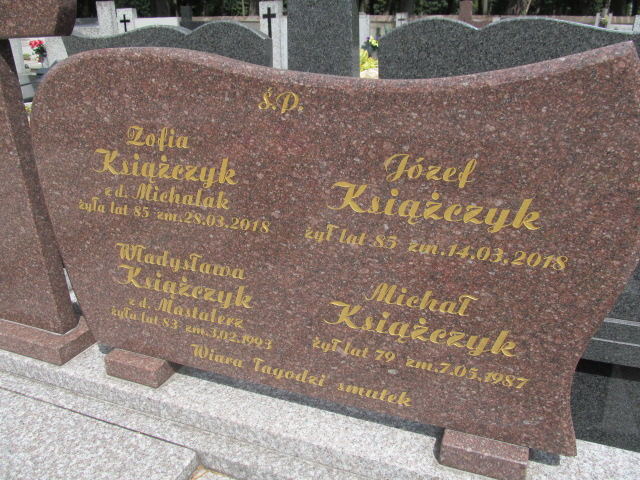 Ś.P.
Zofia
Książczyk
z d. Michalak
żyła lat 85 zm.28.03.2018
Józef
Książczyk
żył lat 85 zm.14.03.2018
Władysława
Książczyk
z d. Mastalerz
żyła lat 83 zm.3.02.1993
Michał
Książczyk
żył lat 79 zm.7.05.1987
Wiara łagodzi smutek